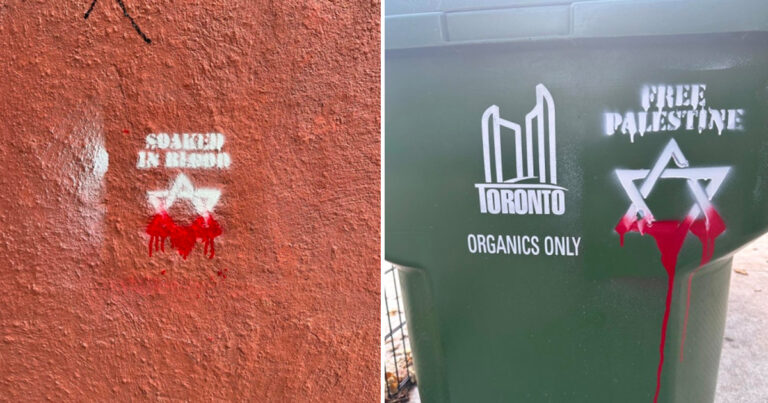 SOAKED
IN BLOOD
TORONTO
ORGANICS ONLY
FREE
PALESTINE